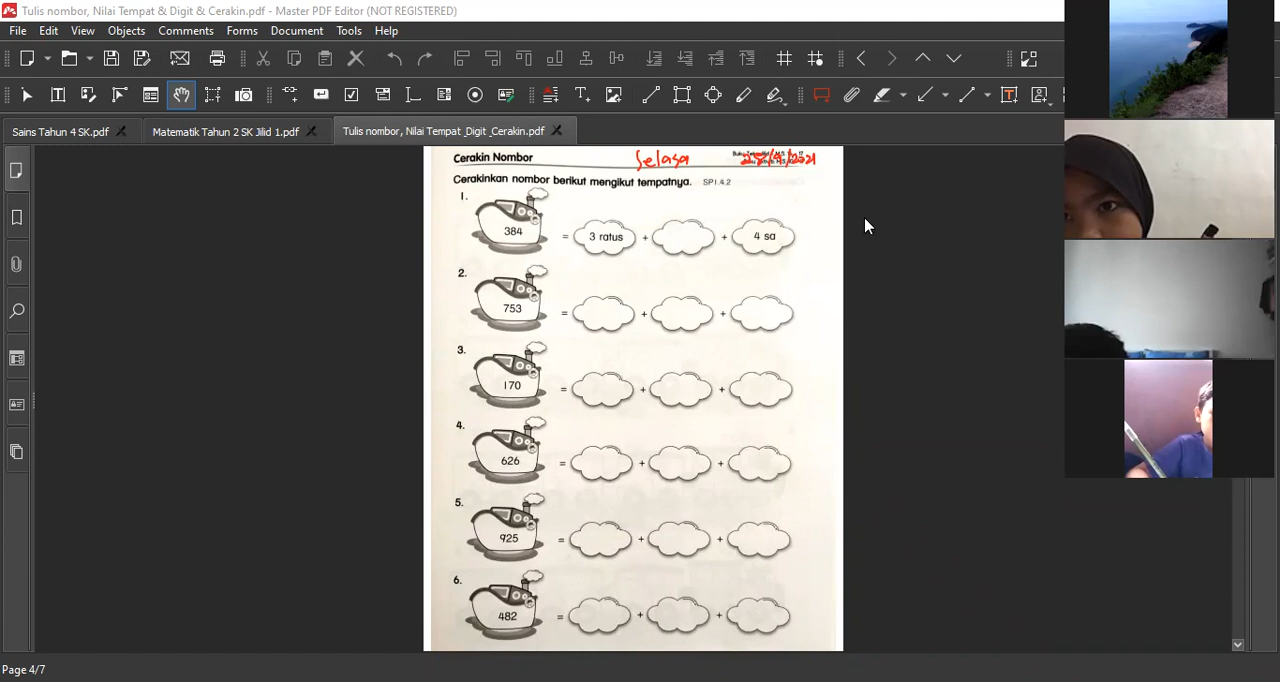 Tulis nombor, Nilai Tempat & Digit & Cerakin.pdf - Master PDF Editor (NOT REGISTERED)
File Edit View Objects Comments Forms Document Tools Help
Sains Tahun 4 SK.pdf Matematik Tahun 2 SK Jilid 1.pdf Tulis nombor, Nilai Tempat _Digit _Cerakin.pdf
Cerakin Nombor Selasa
Cerakinkan nombor berikut mengikut tempatnya. SP1.4.2
1.
384 = 3 ratus + + 4 sa
2.
753 = + +
3.
170 = + +
4.
626 = + +
5.
925 = + +
6.
482 = + +
Page 4/7